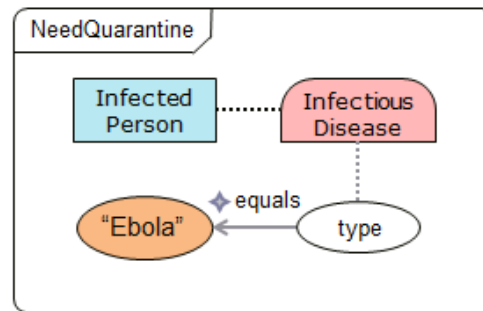 NeedQuarantine
Infected
Person
Infectious
Disease
equals
“Ebola”
type